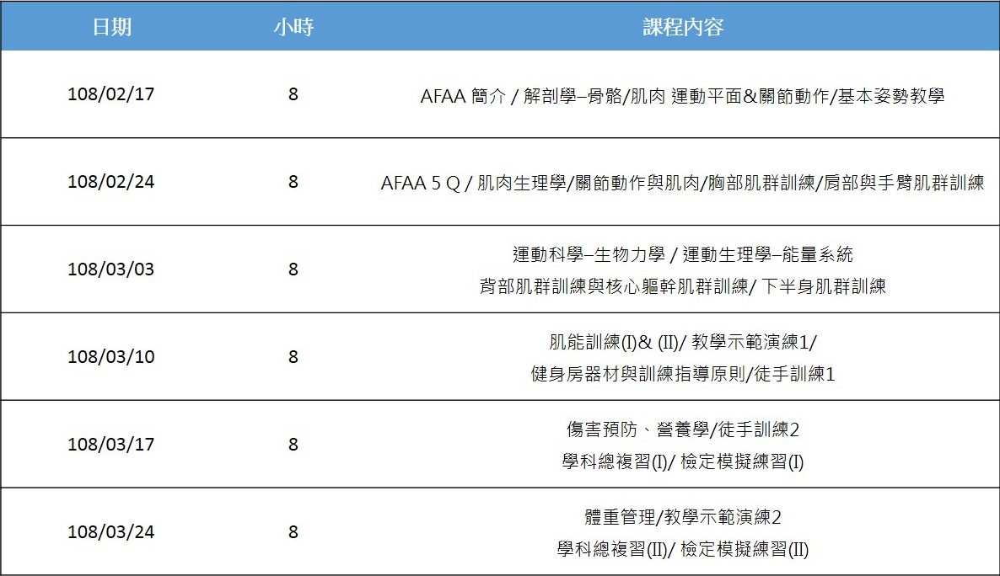 日期 小時 課程內容
108/02/17 8 AFAA 簡介 / 解剖學–骨骼/肌肉 運動平面&關節動作/基本姿勢教學
108/02/24 8 AFAA 5 Q / 肌肉生理學/關節動作與肌肉/胸部肌群訓練/肩部與手臂肌群訓練
108/03/03 8 運動科學–生物力學 / 運動生理學–能量系統
背部肌群訓練與核心軀幹肌群訓練/ 下半身肌群訓練
108/03/10 8 肌能訓練(I)& (II)/ 教學示範演練1/
健身房器材與訓練指導原則/徒手訓練1
108/03/17 8 傷害預防、營養學/徒手訓練2
學科總複習(I)/ 檢定模擬練習(I)
108/03/24 8 體重管理/教學示範演練2
學科總複習(II)/ 檢定模擬練習(II)